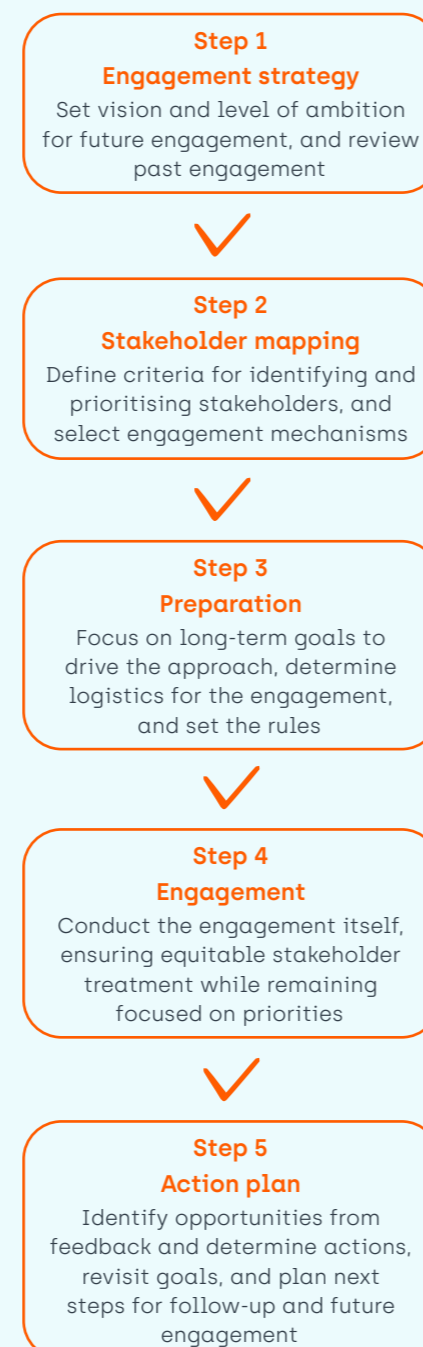 Step 1
Engagement strategy
Set vision and level of ambition
for future engagement, and review
past engagement
Step 2
Stakeholder mapping
Define criteria for identifying and
prioritising stakeholders, and
select engagement mechanisms
Step 3
Preparation
Focus on long-term goals to
drive the approach, determine
logistics for the engagement,
and set the rules
Step 4
Engagement
Conduct the engagement itself,
ensuring equitable stakeholder
treatment while remaining
focused on priorities
Step 5
Action plan
Identify opportunities from
feedback and determine actions,
revisit goals, and plan next
steps for follow-up and future
engagement